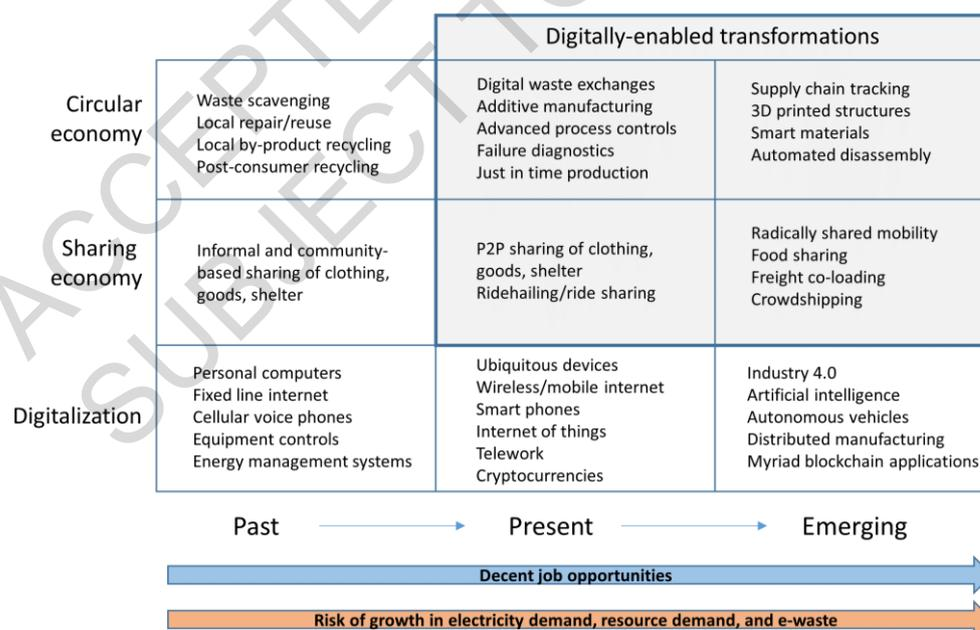 Digitally-enabled transformations
Circular
economy
Waste scavenging
Local repair/reuse
Local by-product recycling
Post-consumer recycling
Digital waste exchanges
Additive manufacturing
Advanced process controls
Failure diagnostics
Just in time production
Supply chain tracking
3D printed structures
Smart materials
Automated disassembly
Sharing
economy
Informal and community-
based sharing of clothing,
goods, shelter
P2P sharing of clothing,
goods, shelter
Ridehailing/ride sharing
Radically shared mobility
Food sharing
Freight co-loading
Crowdshipping
Digitalization
Personal computers
Fixed line internet
Cellular voice phones
Equipment controls
Energy management systems
Ubiquitous devices
Wireless/mobile internet
Smart phones
Internet of things
Telework
Cryptocurrencies
Industry 4.0
Artificial intelligence
Autonomous vehicles
Distributed manufacturing
Myriad blockchain applications
Past
Present
Emerging
Decent job opportunities
Risk of growth in electricity demand, resource demand, and e-waste
SUBJECT